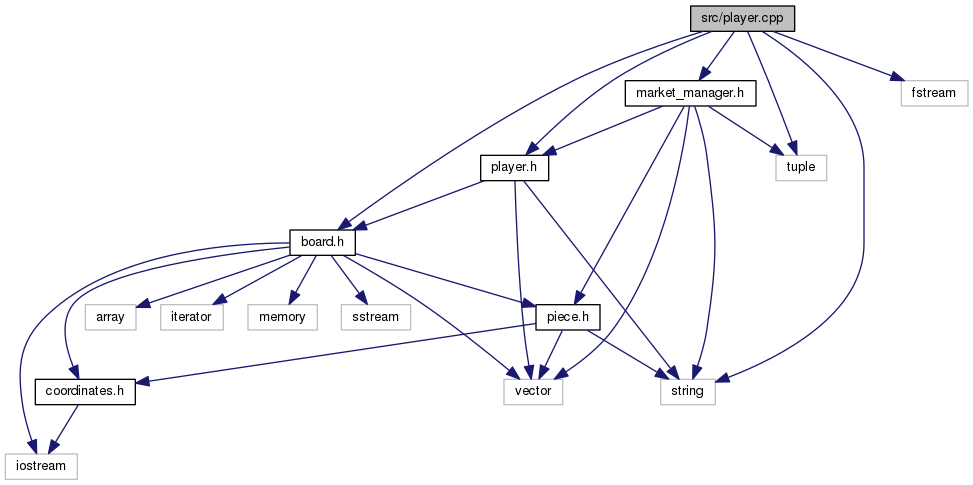 src/player.cpp
market_manager.h
fstream
player.h
tuple
board.h
array
iterator
memory
sstream
piece.h
coordinates.h
vector
string
iostream